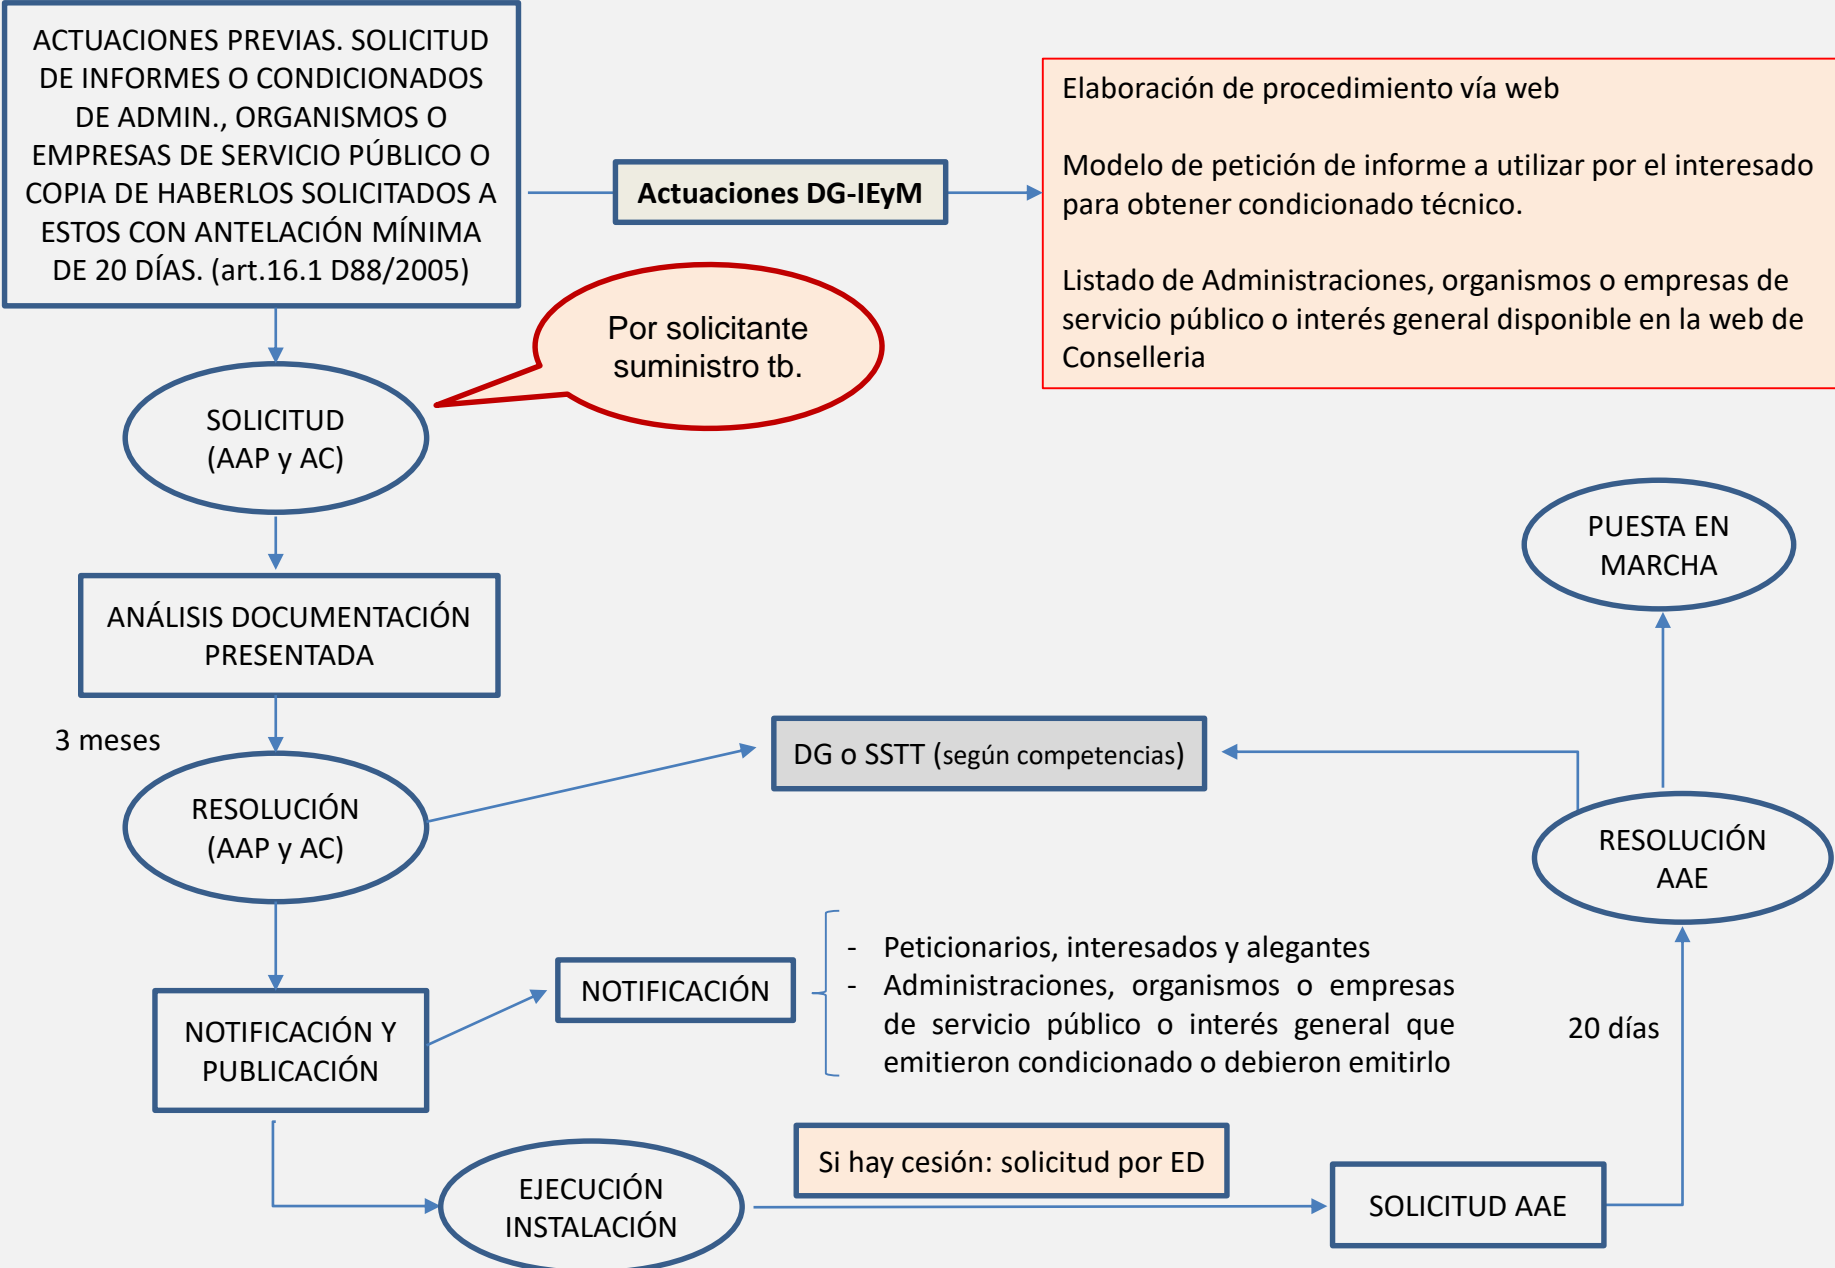 ACTUACIONES PREVIAS. SOLICITUD
DE INFORMES O CONDICIONADOS
DE ADMIN., ORGANISMOS O
EMPRESAS DE SERVICIO PÚBLICO O
COPIA DE HABERLOS SOLICITADOS A
ESTOS CON ANTELACIÓN MÍNIMA
DE 20 DÍAS. (art.16.1 D88/2005)
Actuaciones DG-IEyM
Elaboración de procedimiento vía web
Modelo de petición de informe a utilizar por el interesado
para obtener condicionado técnico.
Listado de Administraciones, organismos o empresas de
servicio público o interés general disponible en la web de
Conselleria
Por solicitante
suministro tb.
SOLICITUD
(AAP y AC)
ANÁLISIS DOCUMENTACIÓN
PRESENTADA
3 meses
RESOLUCIÓN
(AAP y AC)
DG o SSTT (según competencias)
NOTIFICACIÓN Y
PUBLICACIÓN
NOTIFICACIÓN
- Peticionarios, interesados y alegantes
- Administraciones, organismos o empresas
de servicio público o interés general que
emitieron condicionado o debieron emitirlo
EJECUCIÓN
INSTALACIÓN
Si hay cesión: solicitud por ED
SOLICITUD AAE
20 días
RESOLUCIÓN
AAE
PUESTA EN
MARCHA